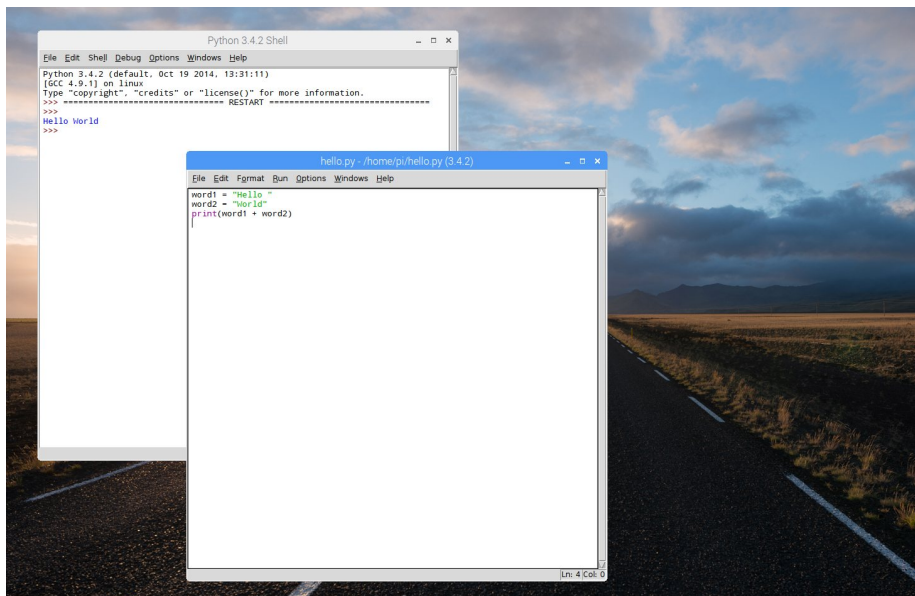 Python 3.4.2 Shell
File Edit Shell Debug Options Windows Help
Python 3.4.2 (default, Oct 19 2014, 13:31:11)
[GCC 4.9.1] on linux
Type "copyright", "credits" or "license()" for more information.
>>> ================================ RESTART ================================
>>>
Hello World
>>>
hello.py - /home/pi/hello.py (3.4.2)
File Edit Format Run Options Windows Help
word1 = "Hello "
word2 = "World"
print(word1 + word2)
Ln: 4 Col: 0